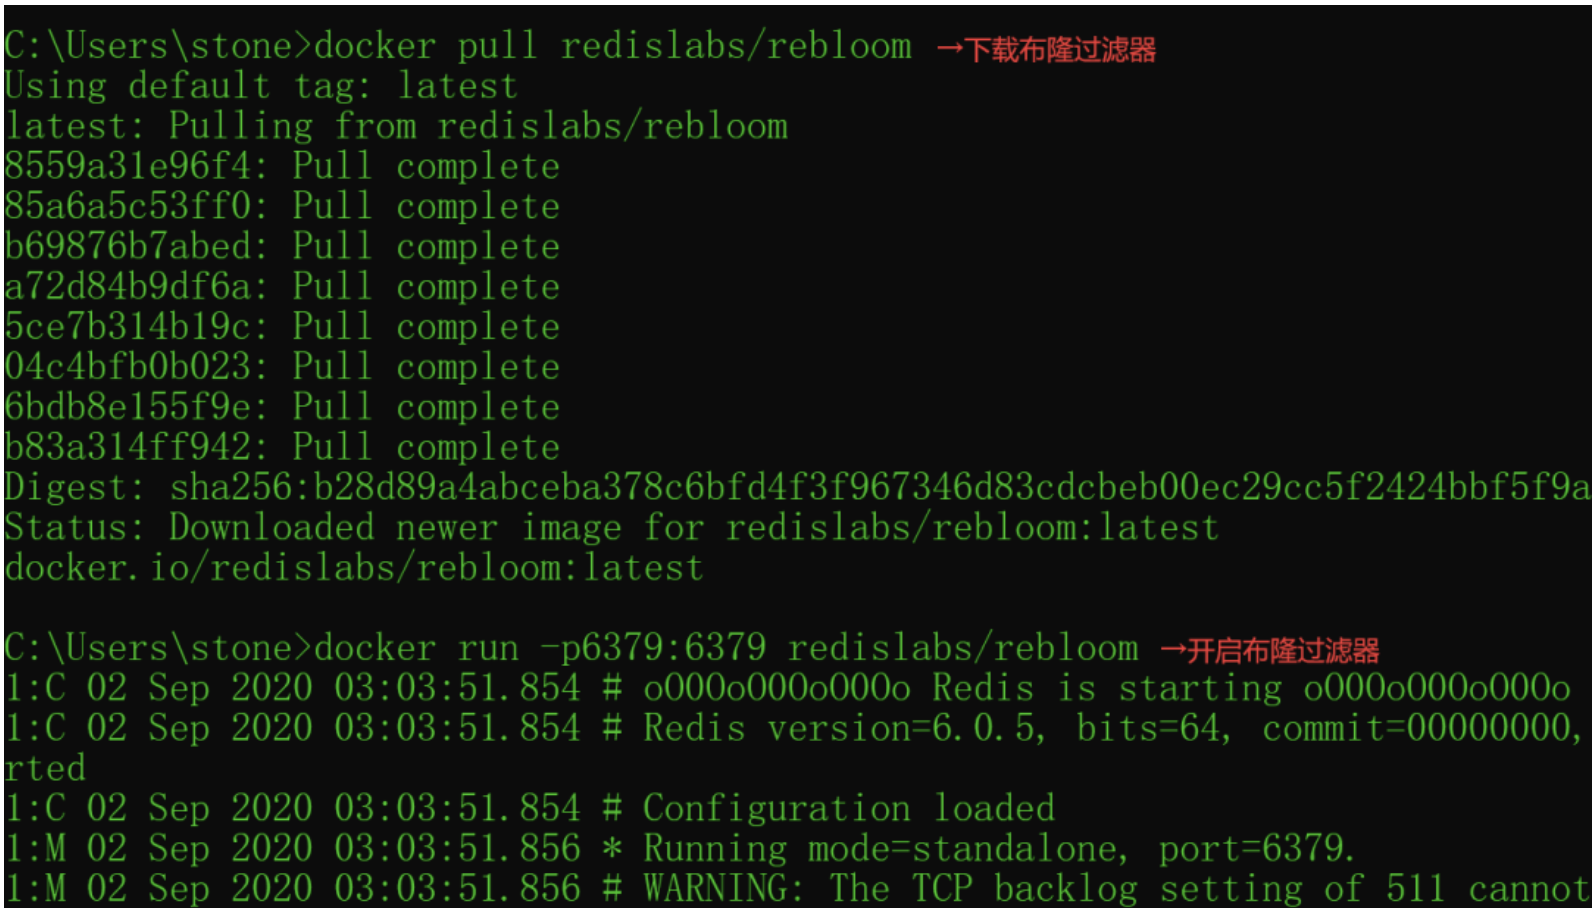 C:\Users\stone>docker pull redislabs/rebloom →下载布隆过滤器
Using default tag: latest
latest: Pulling from redislabs/rebloom
8559a31e96f4: Pull complete
85a6a5c53ff0: Pull complete
b69876b7abed: Pull complete
a72d84b9df6a: Pull complete
5ce7b314b19c: Pull complete
04c4bfb0b023: Pull complete
6bdb8e155f9e: Pull complete
b83a314ff942: Pull complete
Digest: sha256:b28d89a4abceba378c6bfd4f3f967346d83cdcbeb00ec29cc5f2424bbf5f9a
Status: Downloaded newer image for redislabs/rebloom:latest
docker.io/redislabs/rebloom:latest
C:\Users\stone>docker run -p6379:6379 redislabs/rebloom →开启布隆过滤器
1:C 02 Sep 2020 03:03:51.854 # oO0OoO0OoO0Oo Redis is starting oO0OoO0OoO0Oo
1:C 02 Sep 2020 03:03:51.854 # Redis version=6.0.5, bits=64, commit=00000000,
rted
1:C 02 Sep 2020 03:03:51.854 # Configuration loaded
1:M 02 Sep 2020 03:03:51.856 * Running mode=standalone, port=6379.
1:M 02 Sep 2020 03:03:51.856 # WARNING: The TCP backlog setting of 511 cannot